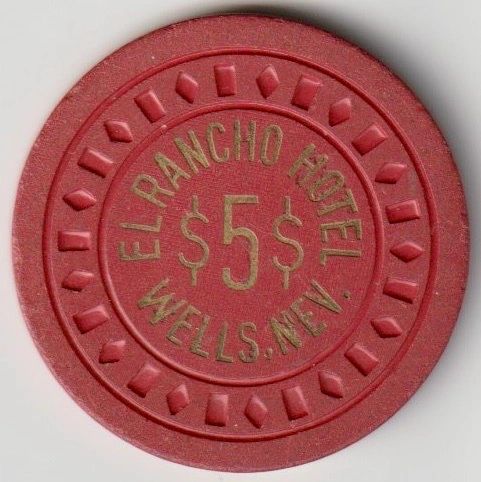 EL RANCHO HOTEL
$5$
WELLS, NEV.